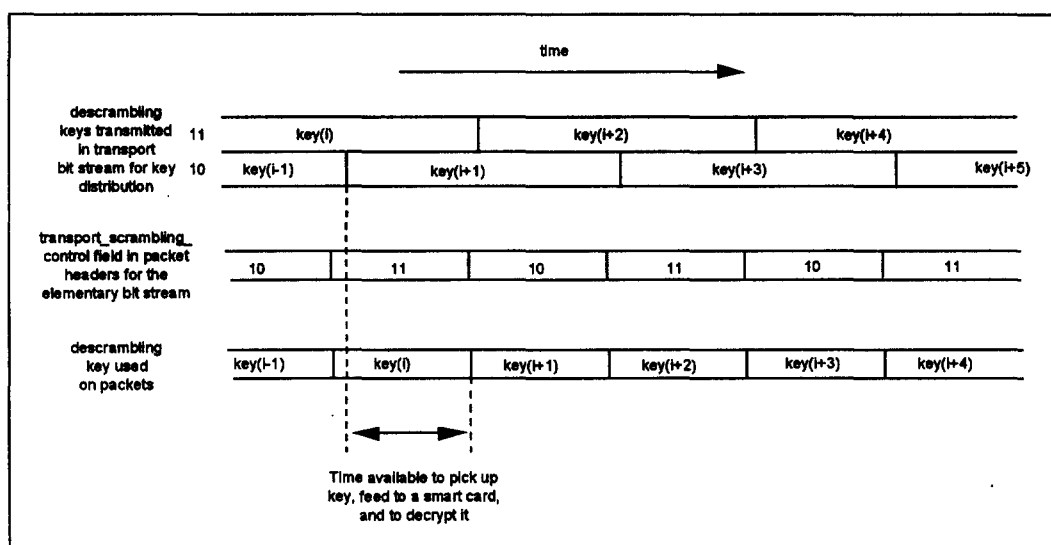 time
descrambling
keys transmitted 11 key(i) key(i+2) key(i+4)
in transport
bit stream for key 10 key(i-1) key(i+1) key(i+3) key(i+5)
distribution
transport_scrambling_
control field in packet
headers for the 10 11 10 11 10 11
elementary bit stream
descrambling
key used key(i-1) key(i) key(i+1) key(i+2) key(i+3) key(i+4)
on packets
Time available to pick up
key, feed to a smart card,
and to decrypt it